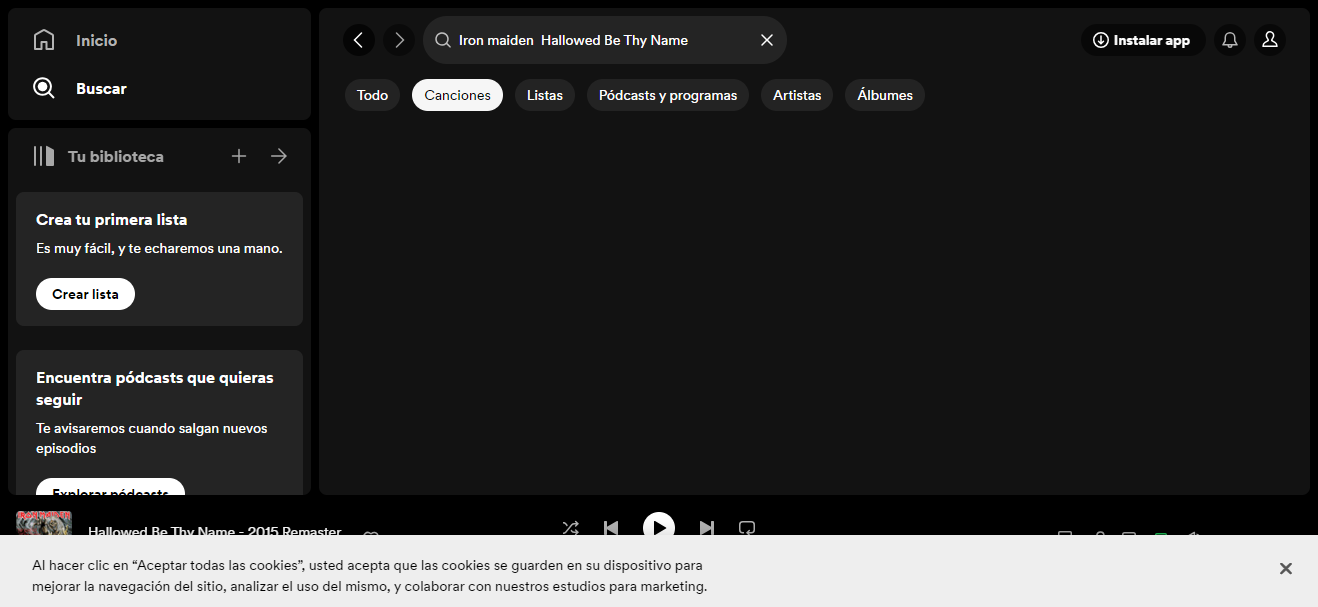 Inicio
Buscar
Tu biblioteca
Crea tu primera lista
Es muy fácil, y te echaremos una mano.
Crear lista
Encuentra pódcasts que quieras
seguir
Te avisaremos cuando salgan nuevos
episodios
Explorar pódcasts
Iron maiden  Hallowed Be Thy Name
Instalar app
Todo
Canciones
Listas
Pódcasts y programas
Artistas
Álbumes
IRON MAIDEN
Hallowed Be Thy Name - 2015 Remaster
Al hacer clic en “Aceptar todas las cookies”, usted acepta que las cookies se guarden en su dispositivo para
mejorar la navegación del sitio, analizar el uso del mismo, y colaborar con nuestros estudios para marketing.